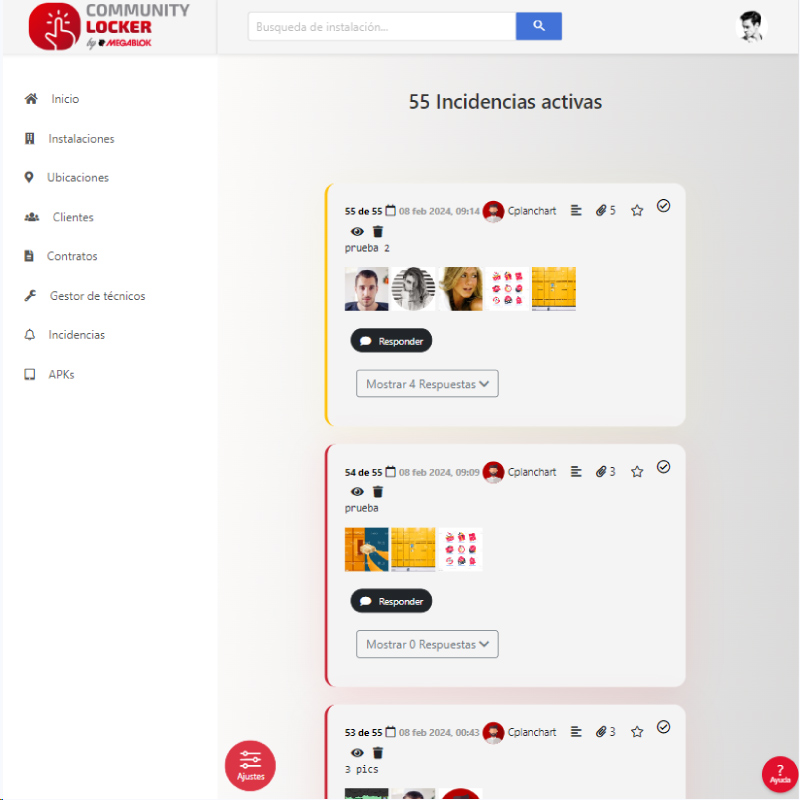 COMMUNITY
LOCKER
by MEGABLOK
Busqueda de instalación...
Inicio
Instalaciones
Ubicaciones
Clientes
Contratos
Gestor de técnicos
Incidencias
APKs
55 Incidencias activas
55 de 55 08 feb 2024, 09:14 Cplanchart 5
prueba 2
Responder
Mostrar 4 Respuestas
54 de 55 08 feb 2024, 09:09 Cplanchart 3
prueba
Responder
Mostrar 0 Respuestas
53 de 55 08 feb 2024, 00:43 Cplanchart 3
3 pics
Ajustes
?
Ayuda